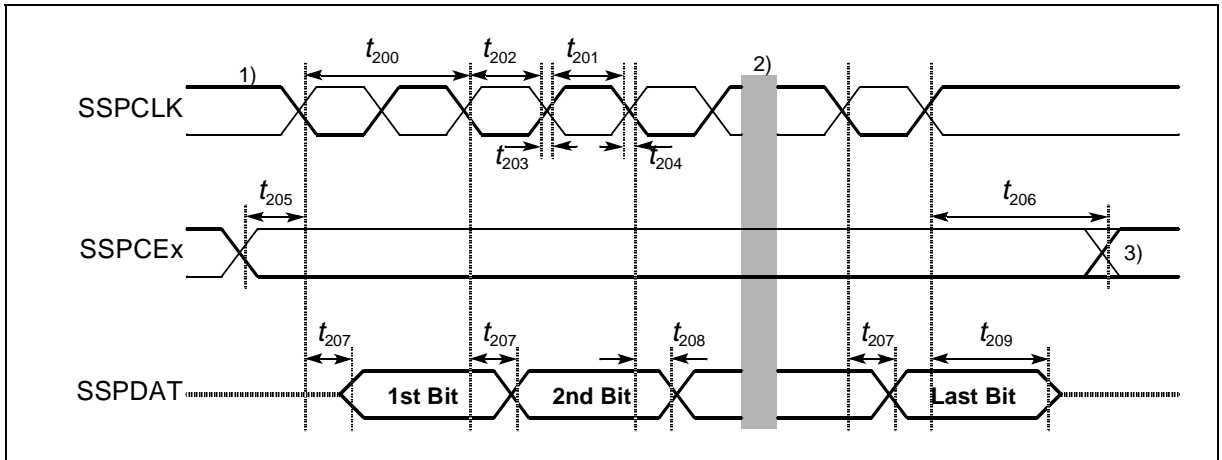 1) t200 t202 t201 2)
SSPCLK
t203 t204
t205 t206
SSPCEx 3)
t207 t207 t208 t207 t209
SSPDAT 1st Bit 2nd Bit Last Bit